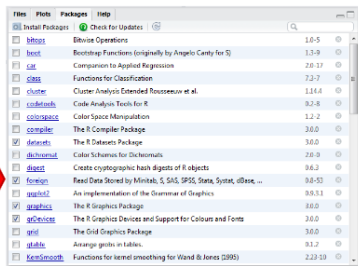 Files Plots Packages Help
Install Packages Check for Updates
bitops Bitwise Operations 1.0-5
boot Bootstrap Functions (originally by Angelo Canty for S) 1.3-9
car Companion to Applied Regression 2.0-17
class Functions for Classification 7.3-7
cluster Cluster Analysis Extended Rousseeuw et al. 1.14.4
codetools Code Analysis Tools for R 0.2-8
colorspace Color Space Manipulation 1.2-2
compiler The R Compiler Package 3.0.0
datasets The R Datasets Package 3.0.0
dichromat Color Schemes for Dichromats 2.0-0
digest Create cryptographic hash digests of R objects 0.6.3
foreign Read Data Stored by Minitab, S, SAS, SPSS, Stata, Systat, dBase, ... 0.8-53
ggplot2 An implementation of the Grammar of Graphics 0.9.3.1
graphics The R Graphics Package 3.0.0
grDevices The R Graphics Devices and Support for Colours and Fonts 3.0.0
grid The Grid Graphics Package 3.0.0
gtable Arrange grobs in tables. 0.1.2
KernSmooth Functions for kernel smoothing for Wand & Jones (1995) 2.23-10